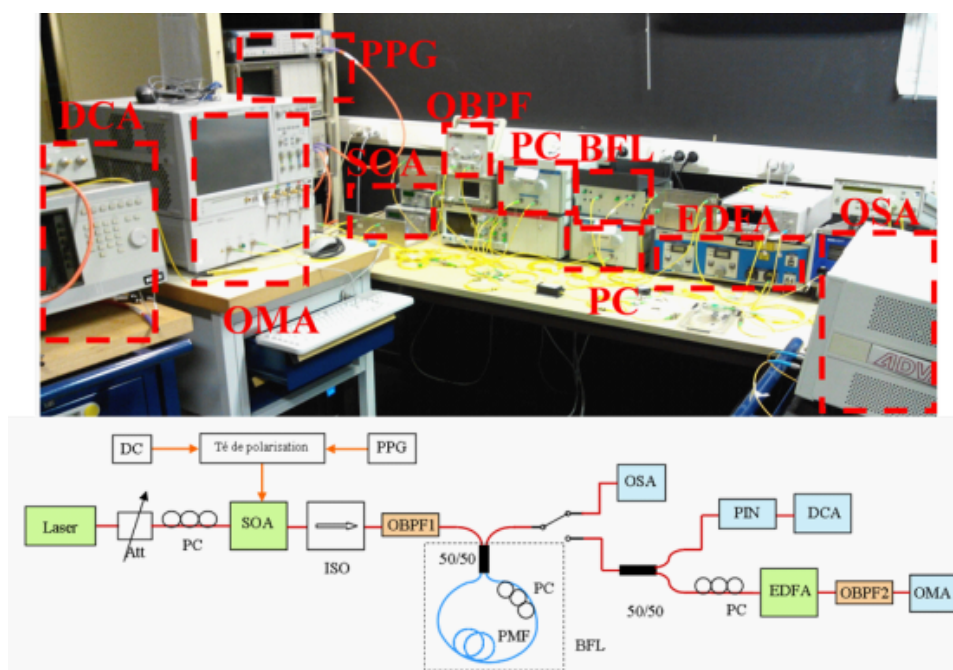 PPG
DCA
OBPF
PC
BFL
SOA
EDFA
OSA
OMA
PC
ADV
DC
Té de polarisation
PPG
OSA
Laser
Att
PC
SOA
ISO
OBPF1
50/50
PC
PMF
BFL
PIN
DCA
50/50
PC
EDFA
OBPF2
OMA